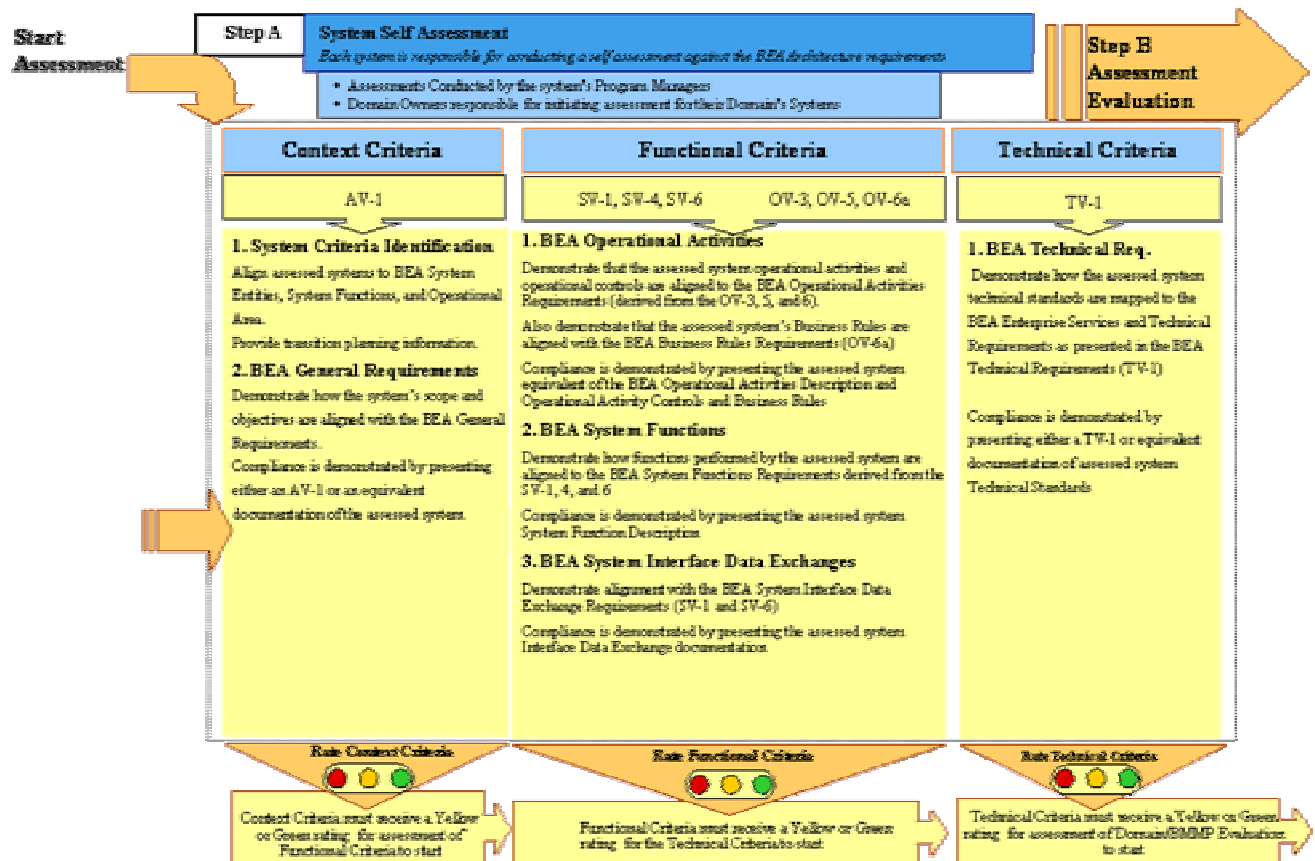 Start
Assessment
Step A
System Self Assessment
Each system is responsible for conducting a self assessment against the BEA Architecture requirements
• Assessments Conducted by the system's Program Managers
• Domain Owners responsible for initiating assessment for their Domain's Systems
Step B
Assessment
Evaluation
Context Criteria
AV-1
1. System Criteria Identification
Align assessed systems to BEA System
Entities, System Functions, and Operational
Area.
Provide transition planning information.
2. BEA General Requirements
Demonstrate how the system's scope and
objectives are aligned with the BEA General
Requirements.
Compliance is demonstrated by presenting
either an AV-1 or an equivalent
documentation of the assessed system.
Functional Criteria
SV-1, SV-4, SV-6 OV-3, OV-5, OV-6a
1. BEA Operational Activities
Demonstrate that the assessed system operational activities and
operational controls are aligned to the BEA Operational Activities
Requirements (derived from the OV-3, 5, and 6).
Also demonstrate that the assessed system's Business Rules are
aligned with the BEA Business Rules Requirements (OV-6a)
Compliance is demonstrated by presenting the assessed system
equivalent of the BEA Operational Activities Description and
Operational Activity Controls and Business Rules
2. BEA System Functions
Demonstrate how functions performed by the assessed system are
aligned to the BEA System Functions Requirements derived from the
SV-1, 4, and 6
Compliance is demonstrated by presenting the assessed system
System Function Description
3. BEA System Interface Data Exchanges
Demonstrate alignment with the BEA System Interface Data
Exchange Requirements (SV-1 and SV-6)
Compliance is demonstrated by presenting the assessed system
Interface Data Exchange documentation
Technical Criteria
TV-1
1. BEA Technical Req.
Demonstrate how the assessed system
technical standards are mapped to the
BEA Enterprise Services and Technical
Requirements as presented in the BEA
Technical Requirements (TV-1)
Compliance is demonstrated by
presenting either a TV-1 or equivalent
documentation of assessed system
Technical Standards
Rate Context Criteria
Context Criteria must receive a Yellow
or Green rating for assessment of
Functional Criteria to start
Rate Functional Criteria
Functional Criteria must receive a Yellow or Green
rating for the Technical Criteria to start
Rate Technical Criteria
Technical Criteria must receive a Yellow or Green
rating for assessment of Domain/BMMP Evaluation
to start